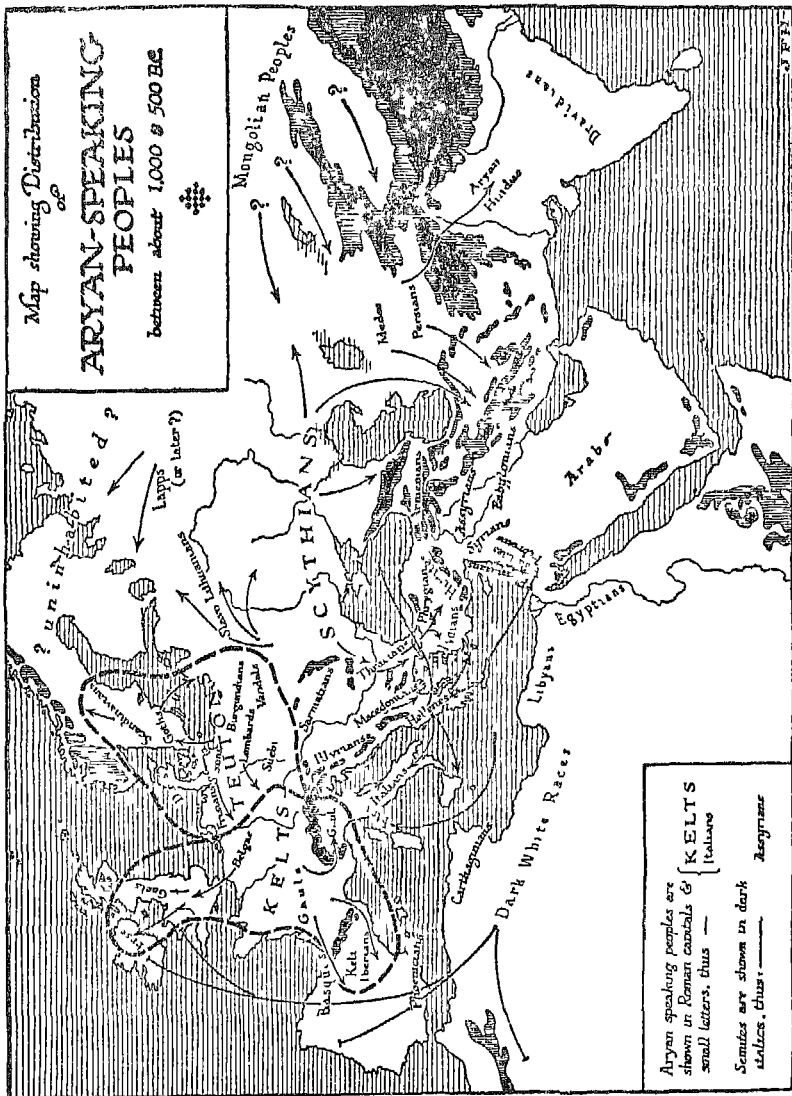 Map showing Distribution
of
ARYAN-SPEAKING
PEOPLES
between about 1,000 & 500 B.C.
Mongolian Peoples
?
?
?
? uninhabited ?
Lapps
(or later?)
Scandinavians
Goths
Slavo Lithuanians
TEUTONS
Frisians
Burgundians
Lombards
Vandals
Suevi
Gaels
Belgae
KELTS
Gauls
Gauls
Basques
Kelt
Iberians
SCYTHIANS
Sarmatians
Illyrians
Italians
Macedonians
Thracians
Hellenes
Phrygians
Armenians
Medes
Persians
Aryan
Hindus
Dravidians
Assyrians
Babylonians
Syrians
Arabs
Egyptians
Libyans
Carthaginians
Phoenicians
Dark White Races
Aryan speaking peoples are
shown in Roman capitals &
small letters, thus — { KELTS
Italians
Semites are shown in dark
italics, thus: — Assyrians
J.F.H.